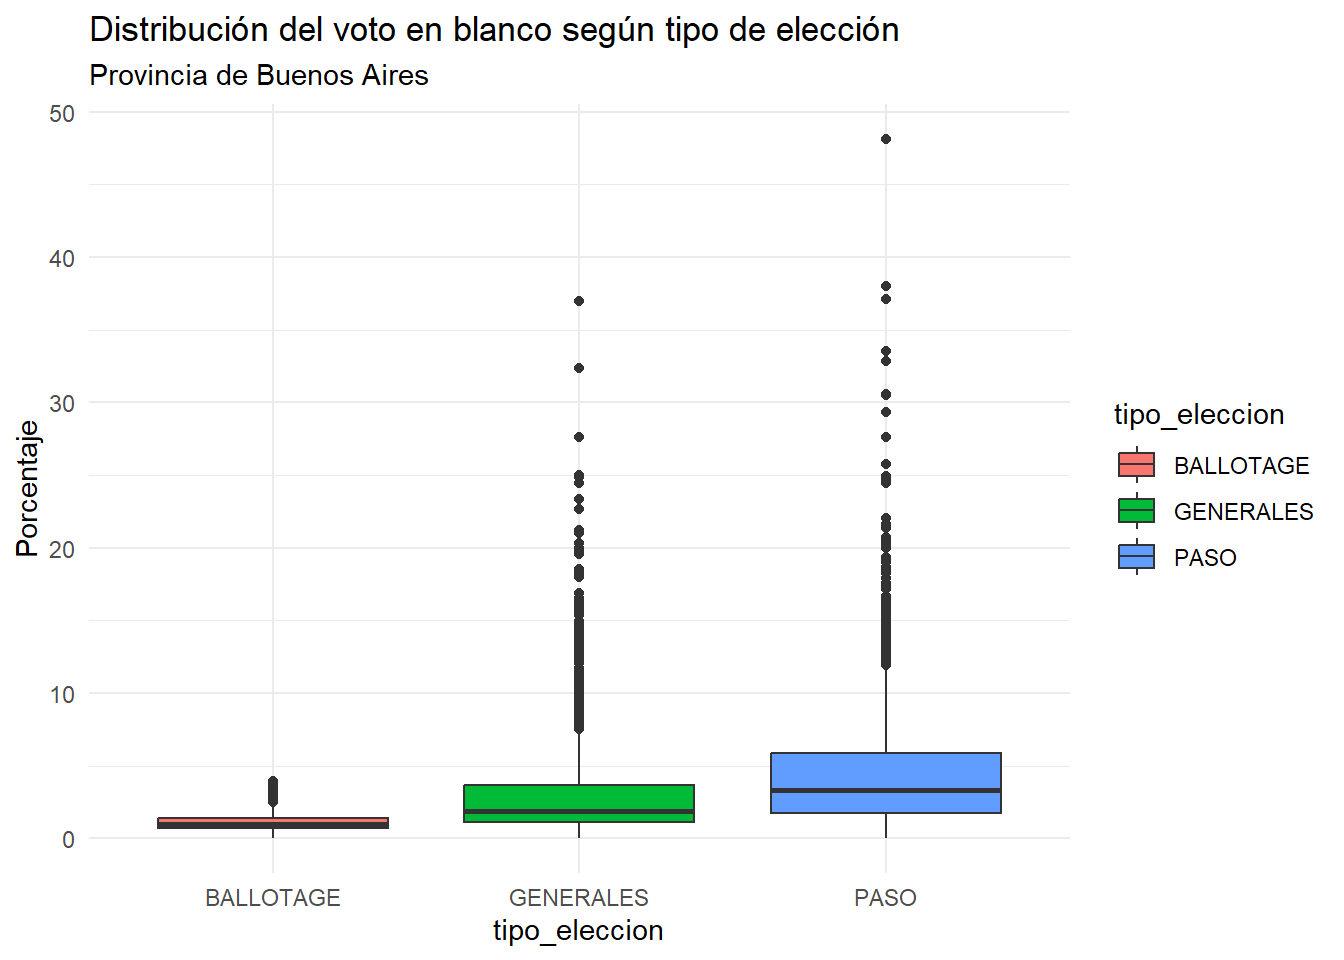 Distribución del voto en blanco según tipo de elección
Provincia de Buenos Aires
50
40
30
20
10
0
Porcentaje
BALLOTAGE
GENERALES
PASO
tipo_eleccion
tipo_eleccion
BALLOTAGE
GENERALES
PASO